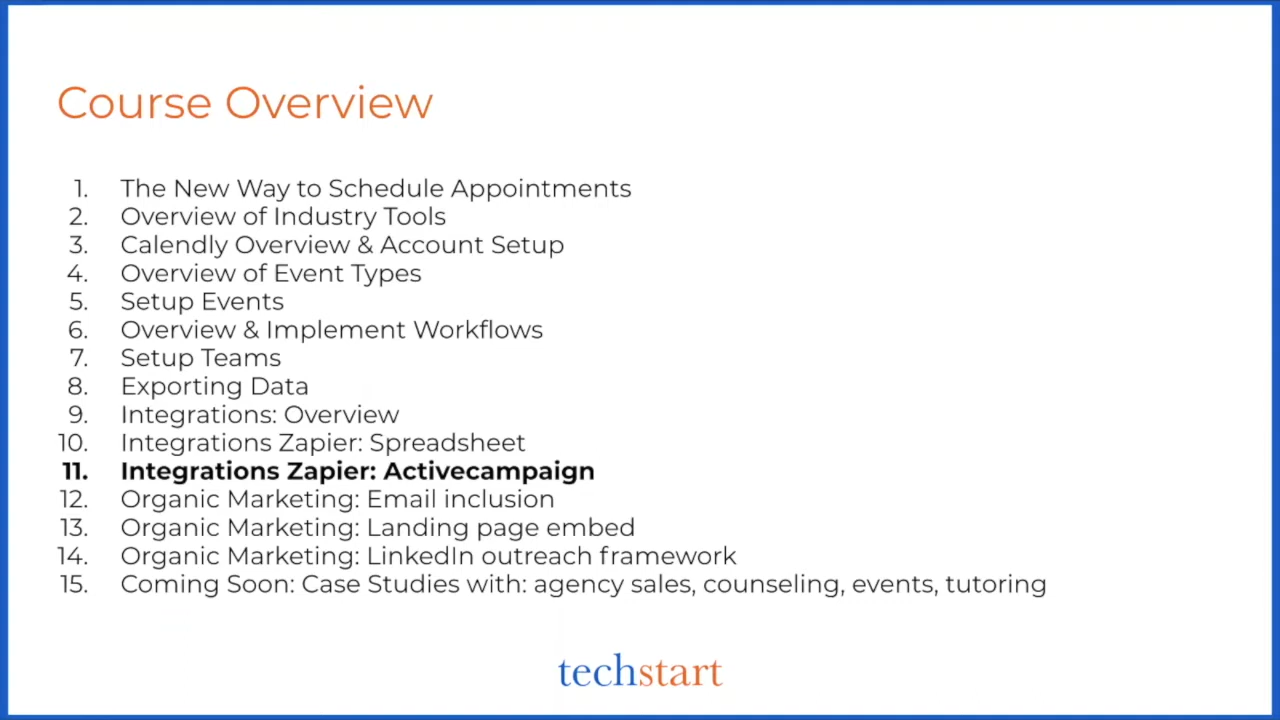 Course Overview
1. The New Way to Schedule Appointments
2. Overview of Industry Tools
3. Calendly Overview & Account Setup
4. Overview of Event Types
5. Setup Events
6. Overview & Implement Workflows
7. Setup Teams
8. Exporting Data
9. Integrations: Overview
10. Integrations Zapier: Spreadsheet
11. Integrations Zapier: Activecampaign
12. Organic Marketing: Email inclusion
13. Organic Marketing: Landing page embed
14. Organic Marketing: LinkedIn outreach framework
15. Coming Soon: Case Studies with: agency sales, counseling, events, tutoring
techstart